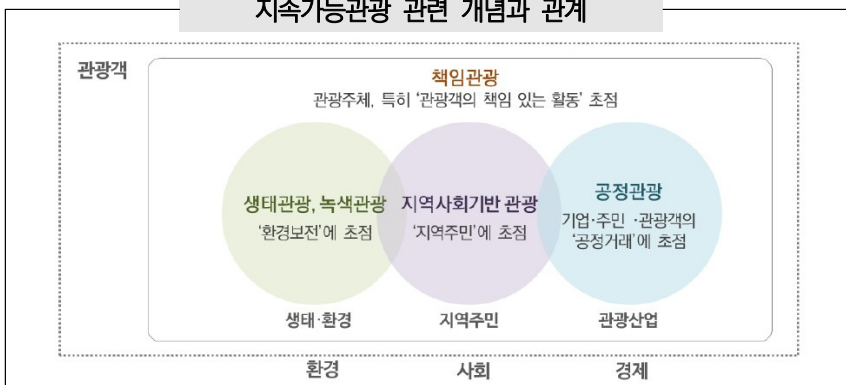 지속가능관광 관련 개념과 관계
관광객
책임관광
관광주체, 특히 ‘관광객의 책임 있는 활동’ 초점
생태관광, 녹색관광
‘환경보전’에 초점
지역사회기반 관광
‘지역주민’에 초점
공정관광
기업·주민 ·관광객의
‘공정거래’에 초점
생태·환경
지역주민
관광산업
환경
사회
경제